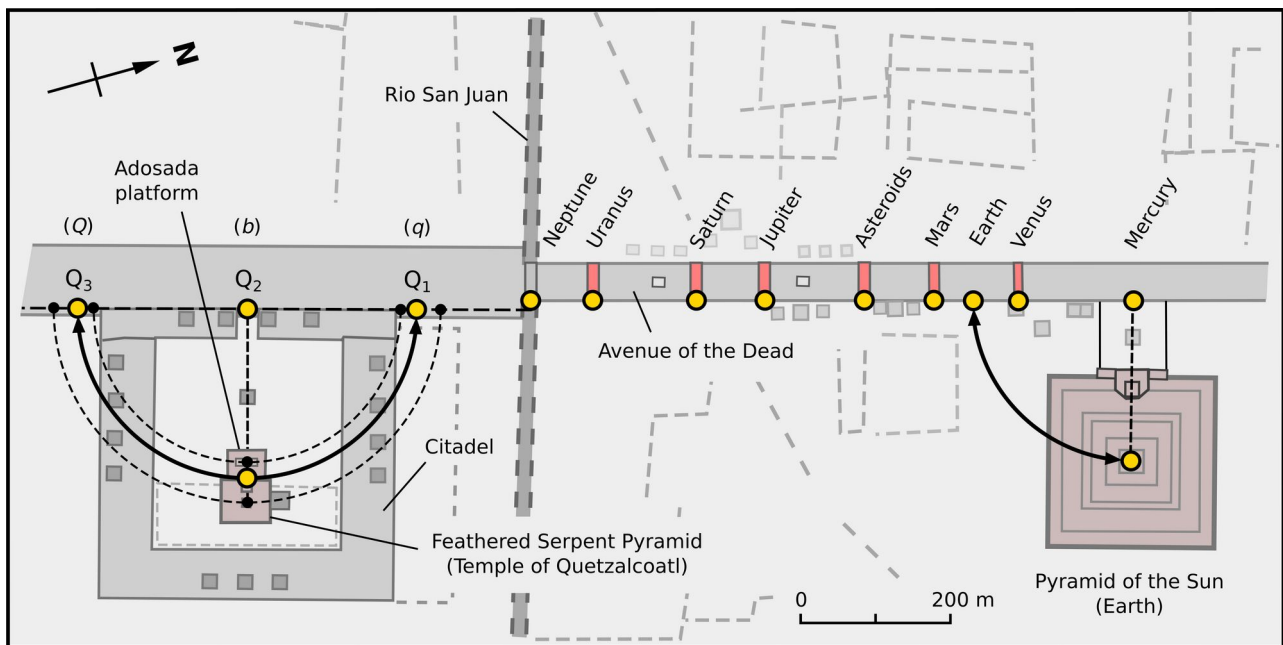 N
Rio San Juan
Adosada
platform
(Q)
(b)
(q)
Neptune
Uranus
Saturn
Jupiter
Asteroids
Mars
Earth
Venus
Mercury
Q3
Q2
Q1
Avenue of the Dead
Citadel
Feathered Serpent Pyramid
(Temple of Quetzalcoatl)
Pyramid of the Sun
(Earth)
0
200 m